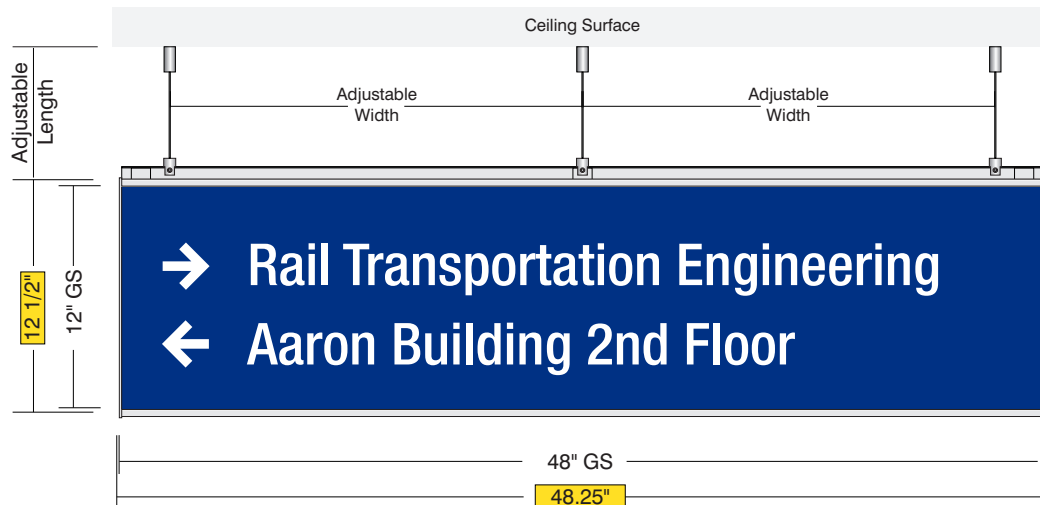 Ceiling Surface
Adjustable
Length
Adjustable
Width
Adjustable
Width
12 1/2"
12" GS
→ Rail Transportation Engineering
← Aaron Building 2nd Floor
48" GS
48.25"